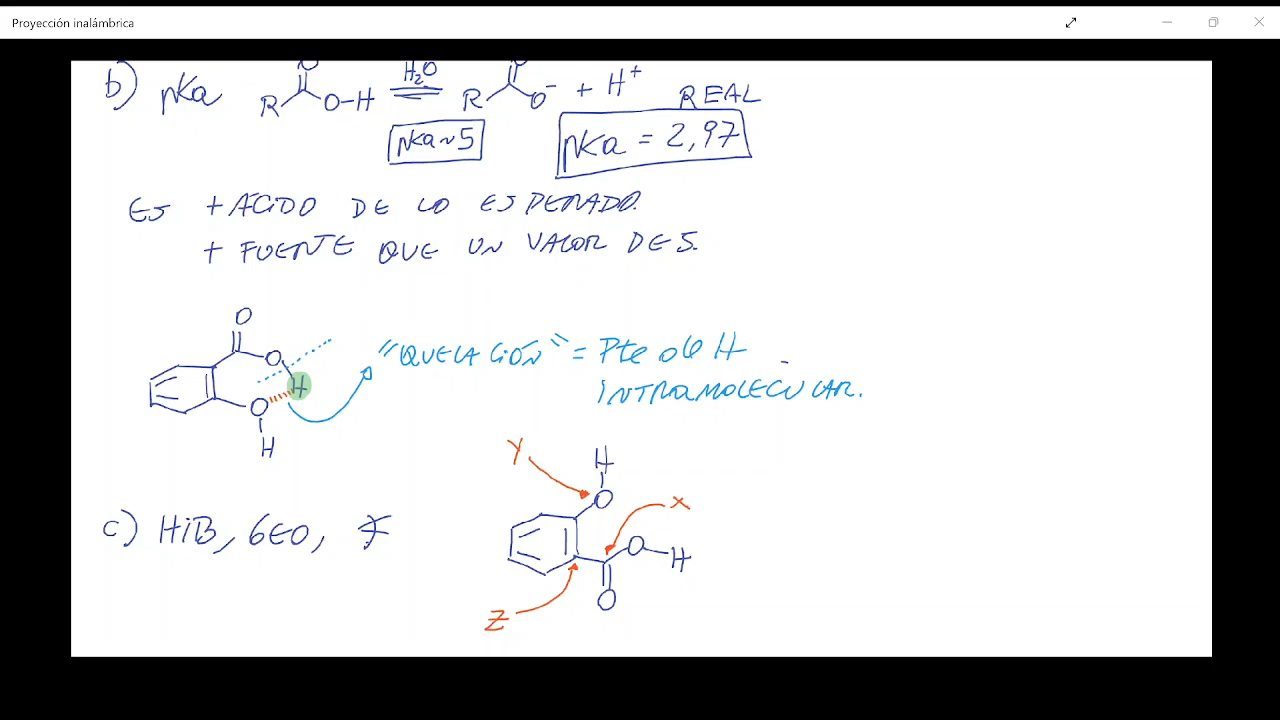 Proyección inalámbrica
b) pKa R O-H H2O R O- + H+ REAL
pKa~5 pKa = 2,97
ES + ÁCIDO DE LO ESPERADO.
+ FUERTE QUE UN VALOR DE 5.
O
O
H
O
H
"QUELACIÓN" = Pte de H
INTRAMOLECULAR.
Y
H
O
X
O-H
O
Z
c) HiB, GEO,